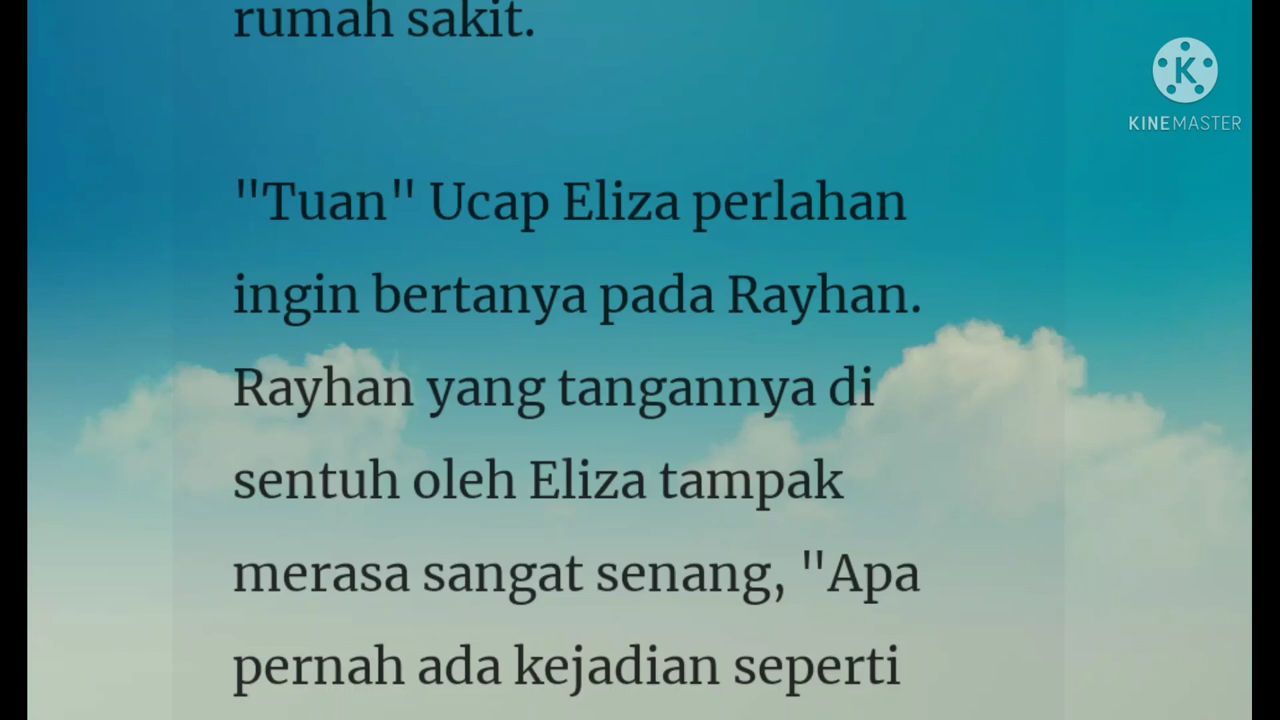 rumah sakit.
"Tuan" Ucap Eliza perlahan
ingin bertanya pada Rayhan.
Rayhan yang tangannya di
sentuh oleh Eliza tampak
merasa sangat senang, "Apa
pernah ada kejadian seperti
K
KINEMASTER